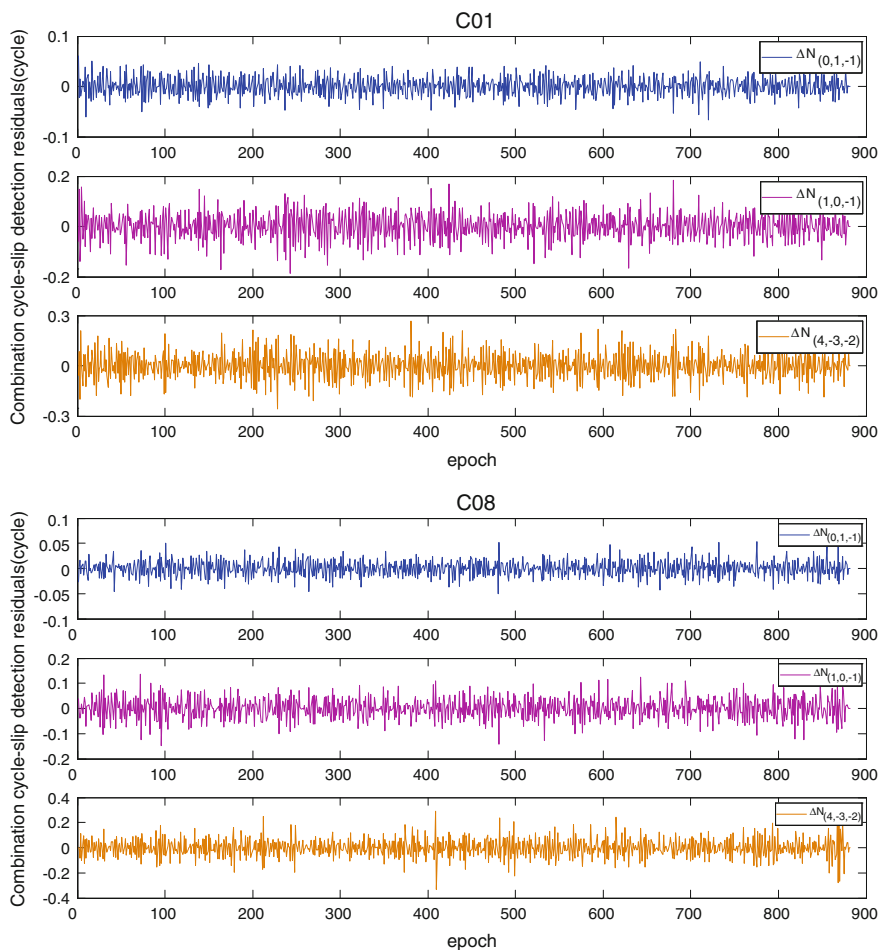 C01
Combination cycle-slip detection residuals(cycle)
0.1
0
-0.1
ΔN(0,1,-1)
0 100 200 300 400 500 600 700 800 900
0.2
0
-0.2
ΔN(1,0,-1)
0 100 200 300 400 500 600 700 800 900
0.3
0
-0.3
ΔN(4,-3,-2)
0 100 200 300 400 500 600 700 800 900
epoch
C08
Combination cycle-slip detection residuals(cycle)
0.1
0.05
0
-0.05
-0.1
ΔN(0,1,-1)
0 100 200 300 400 500 600 700 800 900
0.2
0.1
0
-0.1
-0.2
ΔN(1,0,-1)
0 100 200 300 400 500 600 700 800 900
0.4
0.2
0
-0.2
-0.4
ΔN(4,-3,-2)
0 100 200 300 400 500 600 700 800 900
epoch